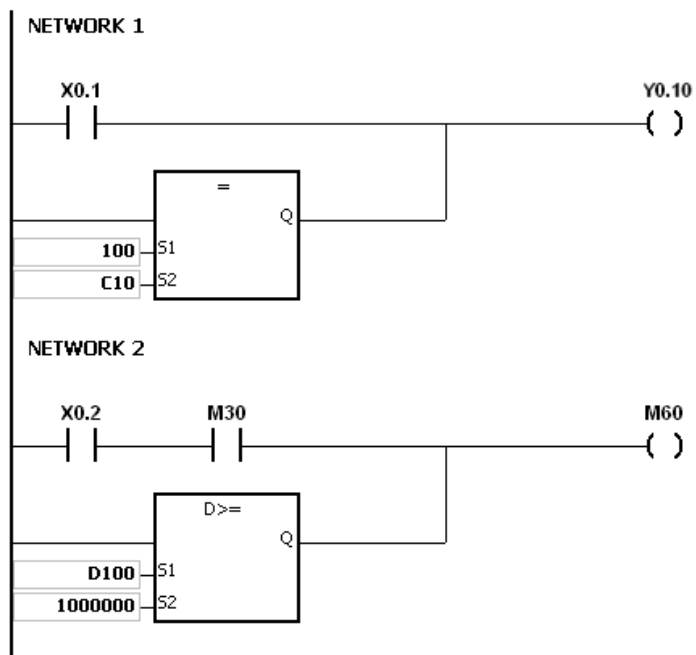 NETWORK 1
X0.1 Y0.10
=
Q
100 S1
C10 S2
NETWORK 2
X0.2 M30 M60
D>=
Q
D100 S1
1000000 S2